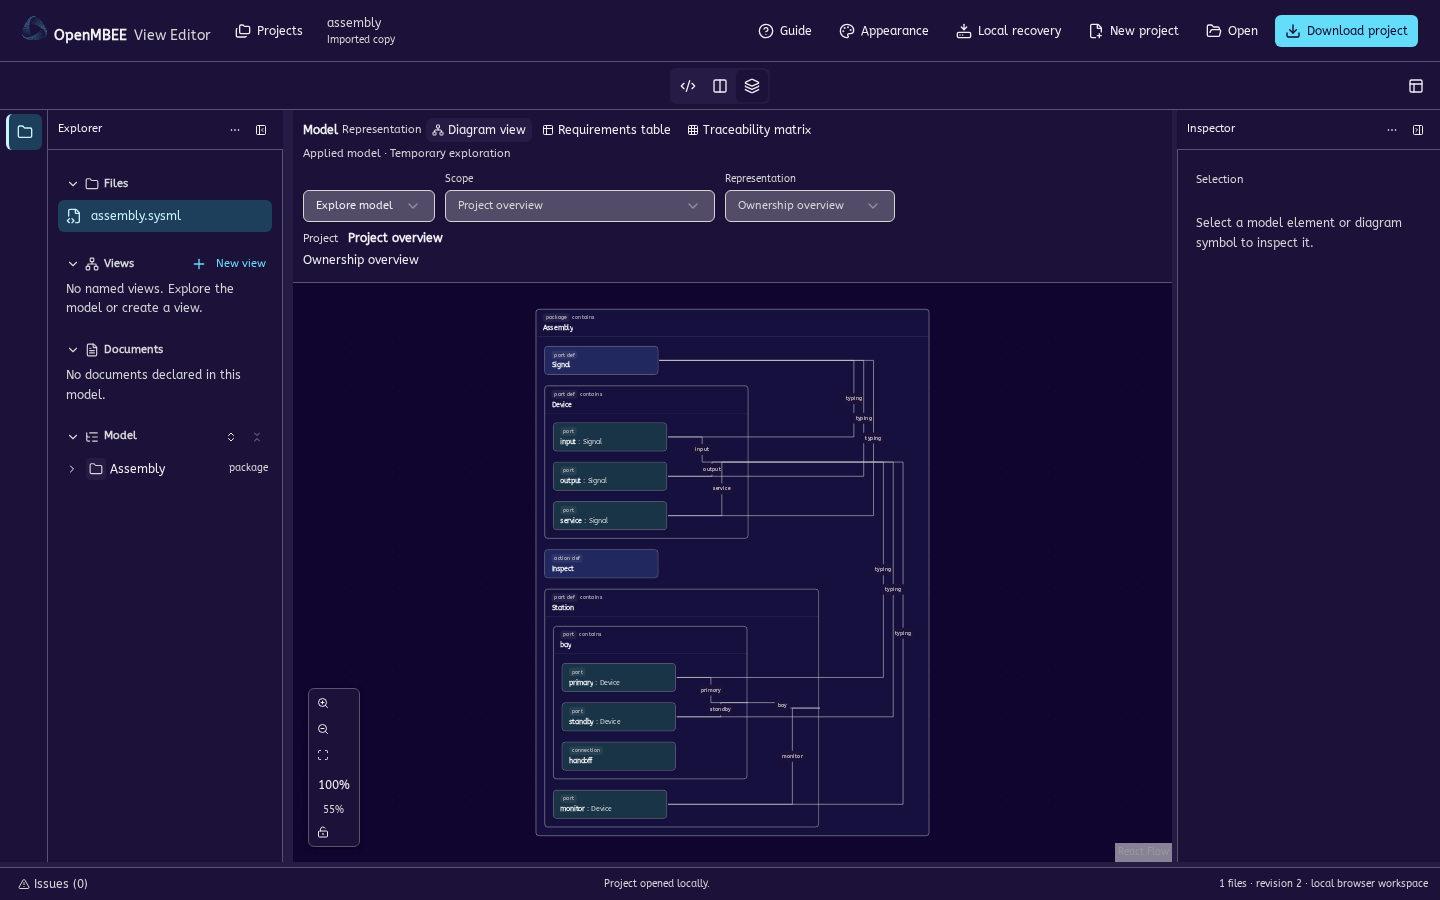 OpenMBEE View Editor
Projects
assembly
Imported copy
Guide
Appearance
Local recovery
New project
Open
Download project
Explorer
Files
assembly.sysml
Views
New view
No named views. Explore the
model or create a view.
Documents
No documents declared in this
model.
Model
Assembly
package
Model Representation Diagram view Requirements table Traceability matrix
Applied model · Temporary exploration
Scope
Representation
Explore model
Project overview
Ownership overview
Project Project overview
Ownership overview
package contains
Assembly
port def
Signal
port def contains
Device
port
input : Signal
port
output : Signal
port
service : Signal
typing
typing
typing
input
output
service
action def
Inspect
port def contains
Station
port contains
bay
port
primary : Device
port
standby : Device
connection
handoff
port
monitor : Device
typing
typing
typing
primary
standby
bay
monitor
100%
55%
React Flow
Inspector
Selection
Select a model element or diagram
symbol to inspect it.
Issues (0)
Project opened locally.
1 files · revision 2 · local browser workspace